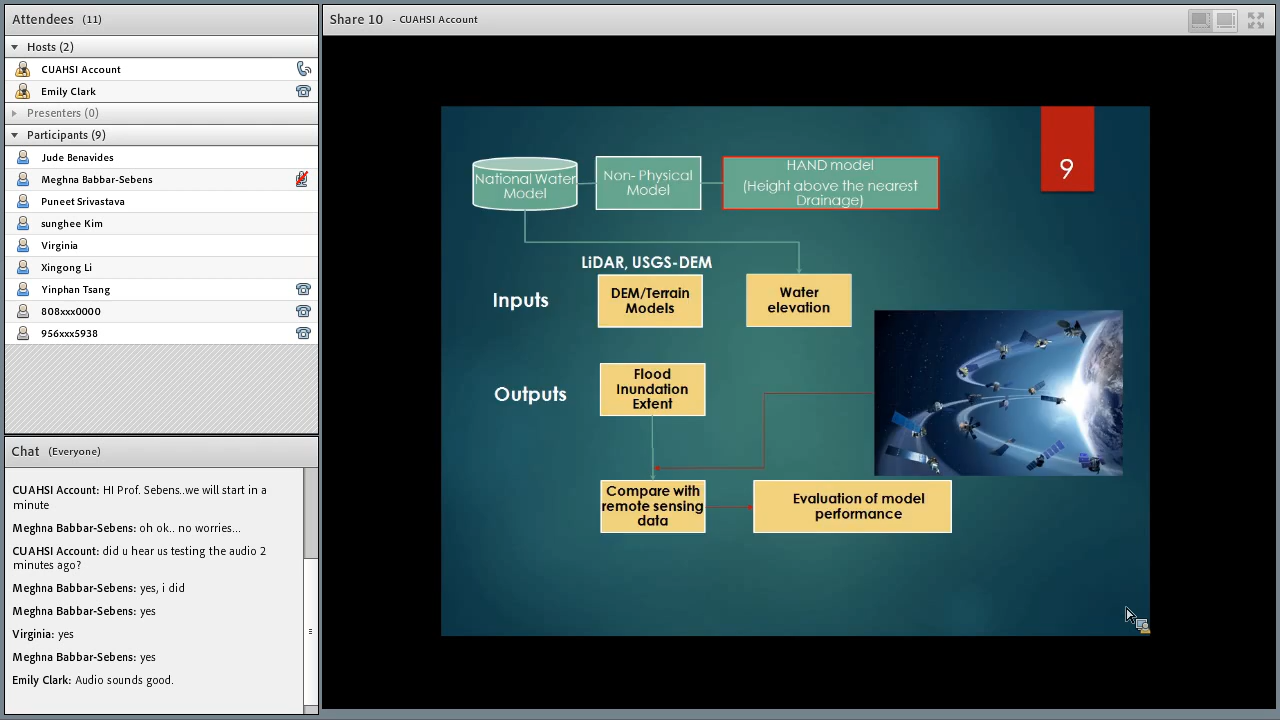 Attendees (11)
Hosts (2)
CUAHSI Account
Emily Clark
Presenters (0)
Participants (9)
Jude Benavides
Meghna Babbar-Sebens
Puneet Srivastava
sunghee Kim
Virginia
Xingong Li
Yinphan Tsang
808xxx0000
956xxx5938
Chat (Everyone)
CUAHSI Account: HI Prof. Sebens..we will start in a
minute
Meghna Babbar-Sebens: oh ok.. no worries...
CUAHSI Account: did u hear us testing the audio 2
minutes ago?
Meghna Babbar-Sebens: yes, i did
Meghna Babbar-Sebens: yes
Virginia: yes
Meghna Babbar-Sebens: yes
Emily Clark: Audio sounds good.
Share 10 - CUAHSI Account
9
National Water
Model
Non- Physical
Model
HAND model
(Height above the nearest
Drainage)
LiDAR, USGS-DEM
Inputs
DEM/Terrain
Models
Water
elevation
Outputs
Flood
Inundation
Extent
Compare with
remote sensing
data
Evaluation of model
performance